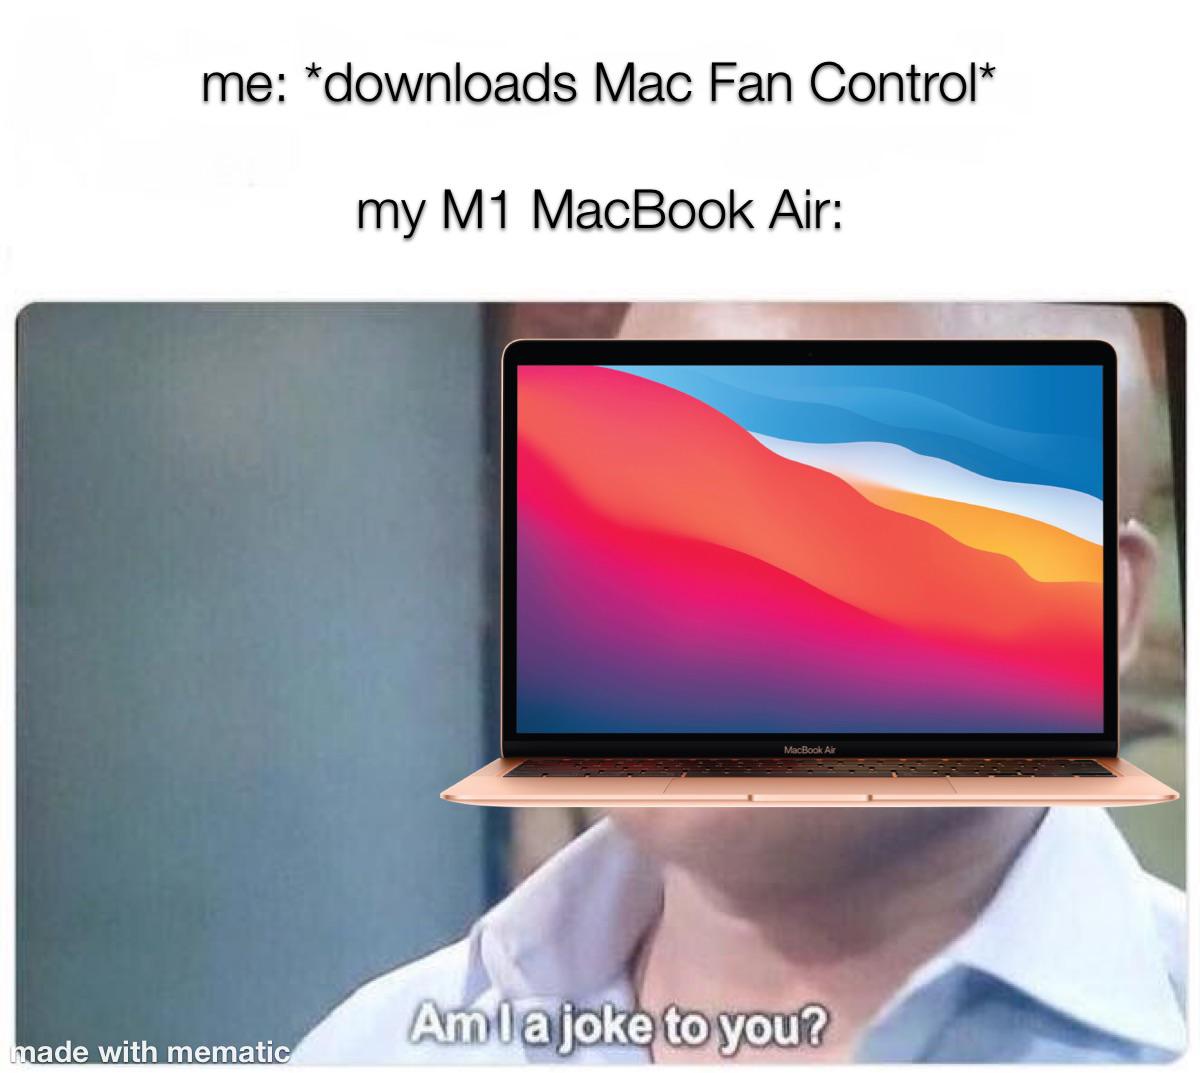 me: *downloads Mac Fan Control*
my M1 MacBook Air:
MacBook Air
Am I a joke to you?
made with mematic